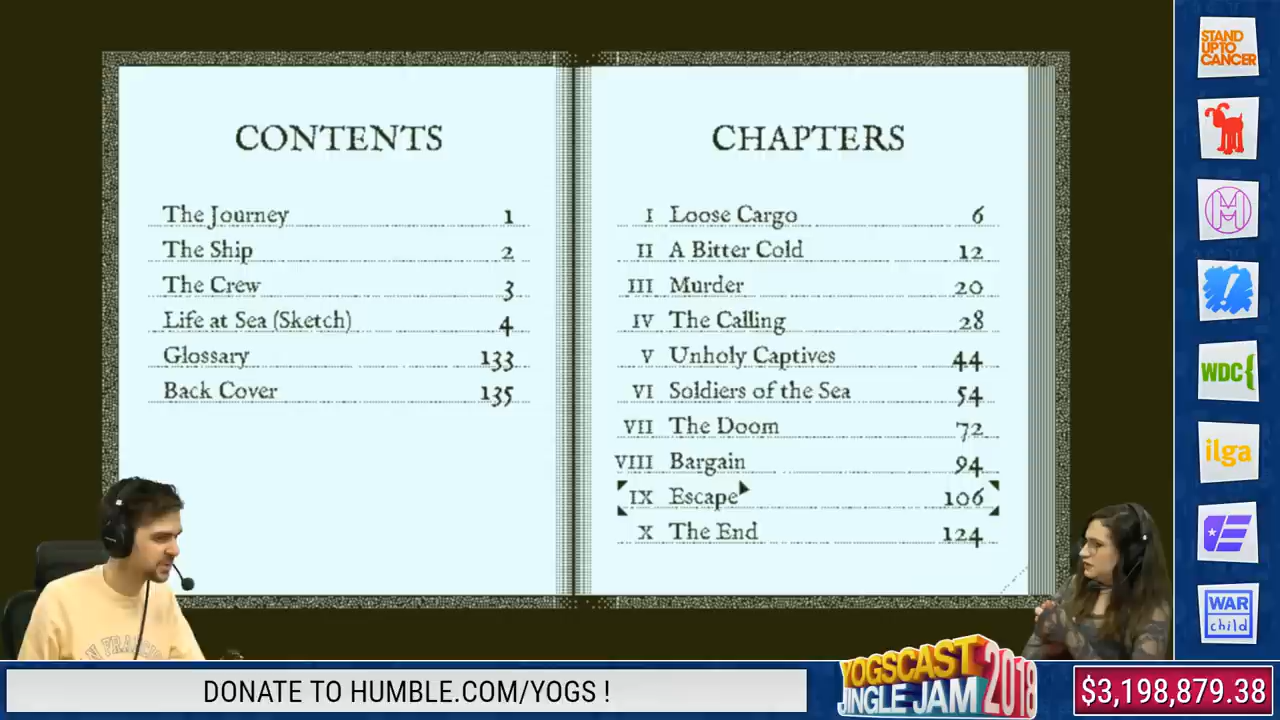 CONTENTS
The Journey 1
The Ship 2
The Crew 3
Life at Sea (Sketch) 4
Glossary 133
Back Cover 135
CHAPTERS
I Loose Cargo 6
II A Bitter Cold 12
III Murder 20
IV The Calling 28
V Unholy Captives 44
VI Soldiers of the Sea 54
VII The Doom 72
VIII Bargain 94
IX Escape 106
X The End 124
STAND
UP TO
CANCER
WDC
ilga
WAR
child
DONATE TO HUMBLE.COM/YOGS !
YOGSCAST
JINGLE JAM 2018
$3,198,879.38